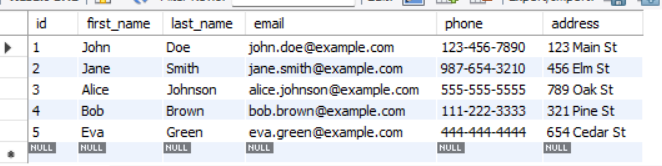 id first_name last_name email phone address
1 John Doe john.doe@example.com 123-456-7890 123 Main St
2 Jane Smith jane.smith@example.com 987-654-3210 456 Elm St
3 Alice Johnson alice.johnson@example.com 555-555-5555 789 Oak St
4 Bob Brown bob.brown@example.com 111-222-3333 321 Pine St
5 Eva Green eva.green@example.com 444-444-4444 654 Cedar St
NULL NULL NULL NULL NULL NULL